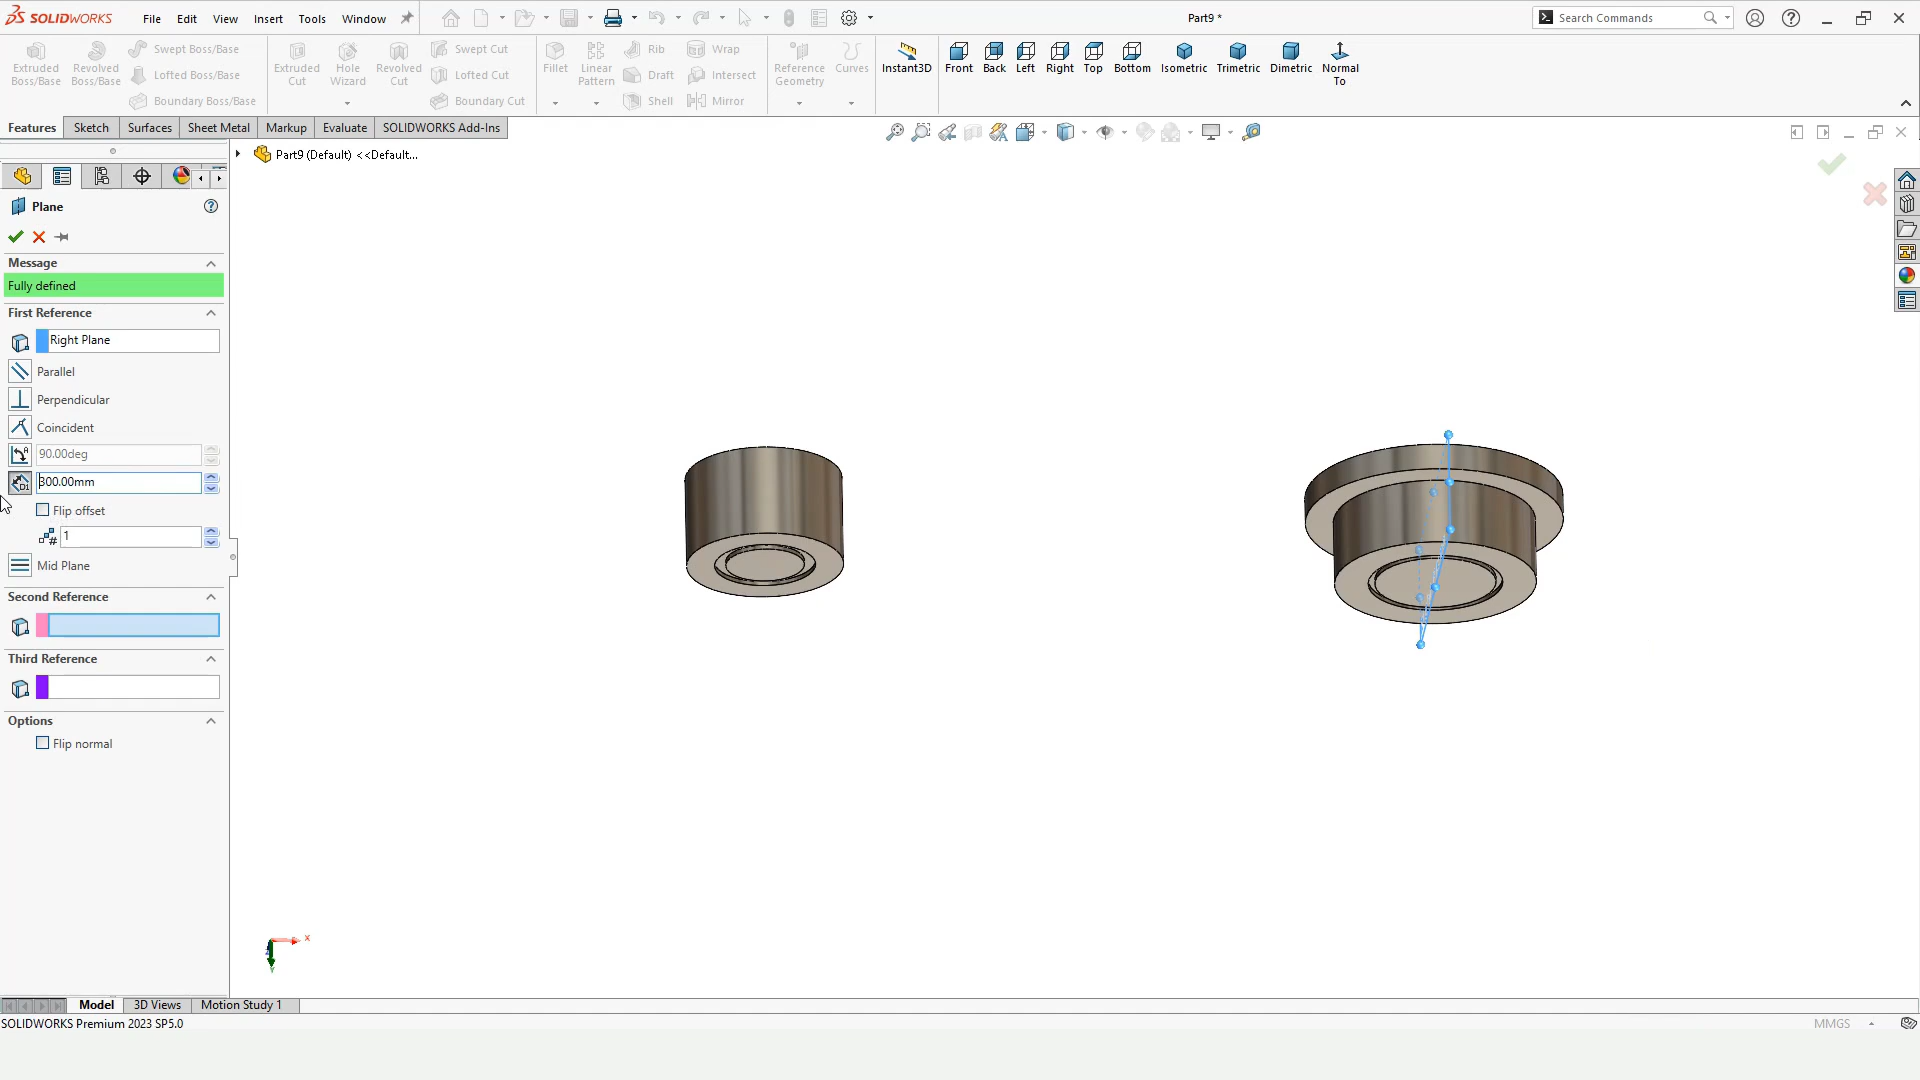 SOLIDWORKS File Edit View Insert Tools Window Part9 * Search Commands
Extruded Boss/Base
Revolved Boss/Base
Swept Boss/Base
Lofted Boss/Base
Boundary Boss/Base
Extruded Cut
Hole Wizard
Revolved Cut
Swept Cut
Lofted Cut
Boundary Cut
Fillet
Linear Pattern
Rib
Draft
Shell
Wrap
Intersect
Mirror
Reference Geometry
Curves
Instant3D
Front Back Left Right Top Bottom Isometric Trimetric Dimetric Normal To
Features Sketch Surfaces Sheet Metal Markup Evaluate SOLIDWORKS Add-Ins
Part9 (Default) <<Default...
Plane
Message
Fully defined
First Reference
Right Plane
Parallel
Perpendicular
Coincident
90.00deg
300.00mm
Flip offset
1
Mid Plane
Second Reference
Third Reference
Options
Flip normal
X
Y
Model 3D Views Motion Study 1
SOLIDWORKS Premium 2023 SP5.0 MMGS